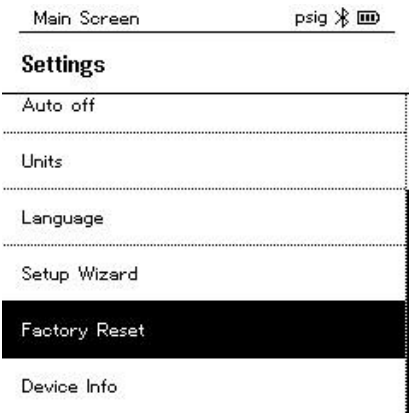 Main Screen psig
Settings
Auto off
Units
Language
Setup Wizard
Factory Reset
Device Info